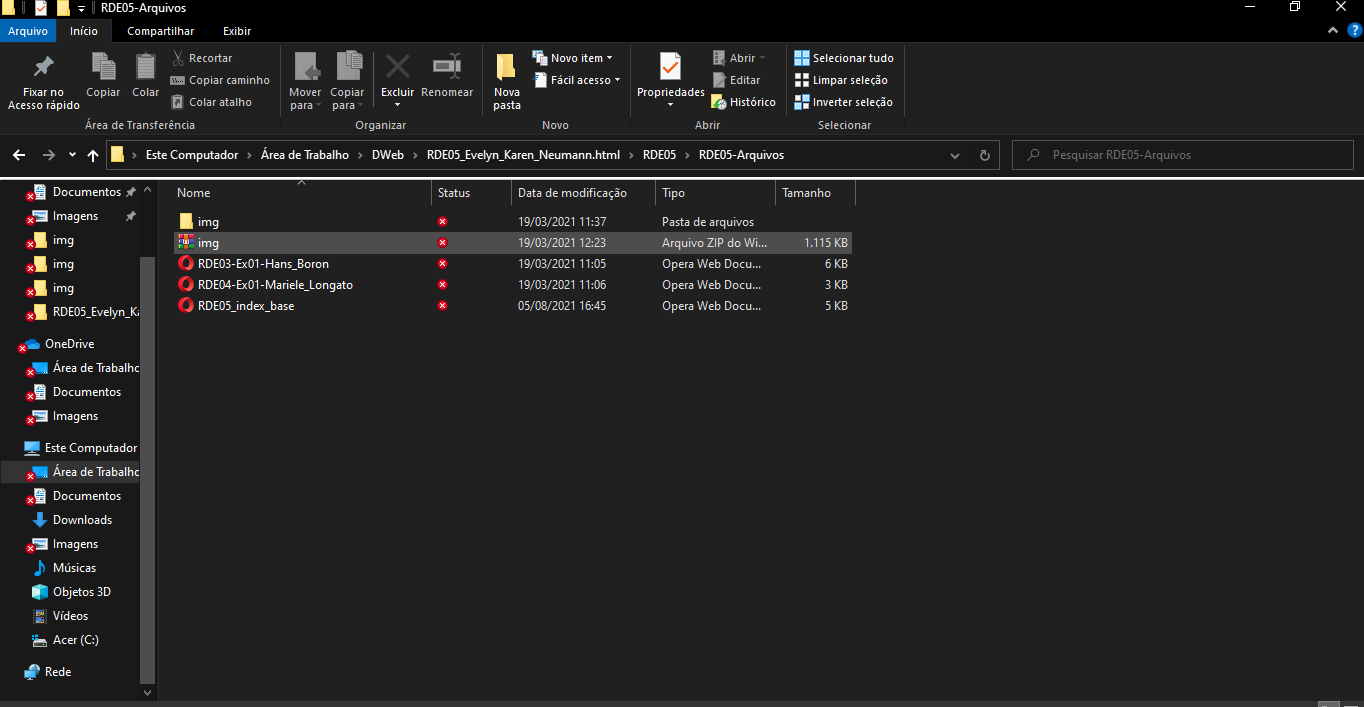 RDE05-Arquivos
Arquivo Início Compartilhar Exibir
Fixar no Acesso rápido
Copiar
Colar
Recortar
Copiar caminho
Colar atalho
Área de Transferência
Mover para
Copiar para
Excluir
Renomear
Organizar
Nova pasta
Novo item
Fácil acesso
Novo
Propriedades
Abrir
Editar
Histórico
Abrir
Selecionar tudo
Limpar seleção
Inverter seleção
Selecionar
Este Computador › Área de Trabalho › DWeb › RDE05_Evelyn_Karen_Neumann.html › RDE05 › RDE05-Arquivos
Pesquisar RDE05-Arquivos
Documentos
Imagens
img
img
img
RDE05_Evelyn_Ka
OneDrive
Área de Trabalho
Documentos
Imagens
Este Computador
Área de Trabalho
Documentos
Downloads
Imagens
Músicas
Objetos 3D
Vídeos
Acer (C:)
Rede
Nome Status Data de modificação Tipo Tamanho
img 19/03/2021 11:37 Pasta de arquivos
img 19/03/2021 12:23 Arquivo ZIP do Wi... 1.115 KB
RDE03-Ex01-Hans_Boron 19/03/2021 11:05 Opera Web Docu... 6 KB
RDE04-Ex01-Mariele_Longato 19/03/2021 11:06 Opera Web Docu... 3 KB
RDE05_index_base 05/08/2021 16:45 Opera Web Docu... 5 KB